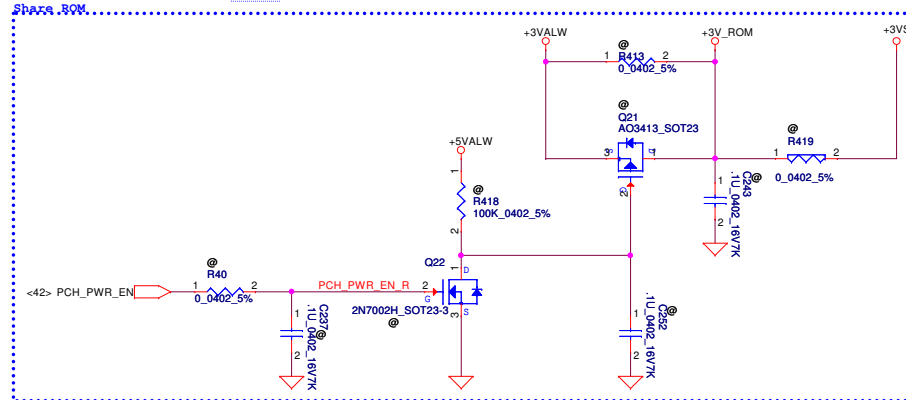 Share ROM
+3VALW
+3V_ROM
+3VS
@
R413
1
2
0_0402_5%
@
Q21
AO3413_SOT23
3
S
D
1
G
2
@
R419
1
2
0_0402_5%
+5VALW
1
@
R418
100K_0402_5%
2
1
@
C243
.1U_0402_16V7K
2
Q22
1
D
@
R40
<42> PCH_PWR_EN
1
2
0_0402_5%
PCH_PWR_EN_R
2
G
2N7002H_SOT23-3
@
3
S
1
@
C237
.1U_0402_16V7K
2
1
@
C252
.1U_0402_16V7K
2